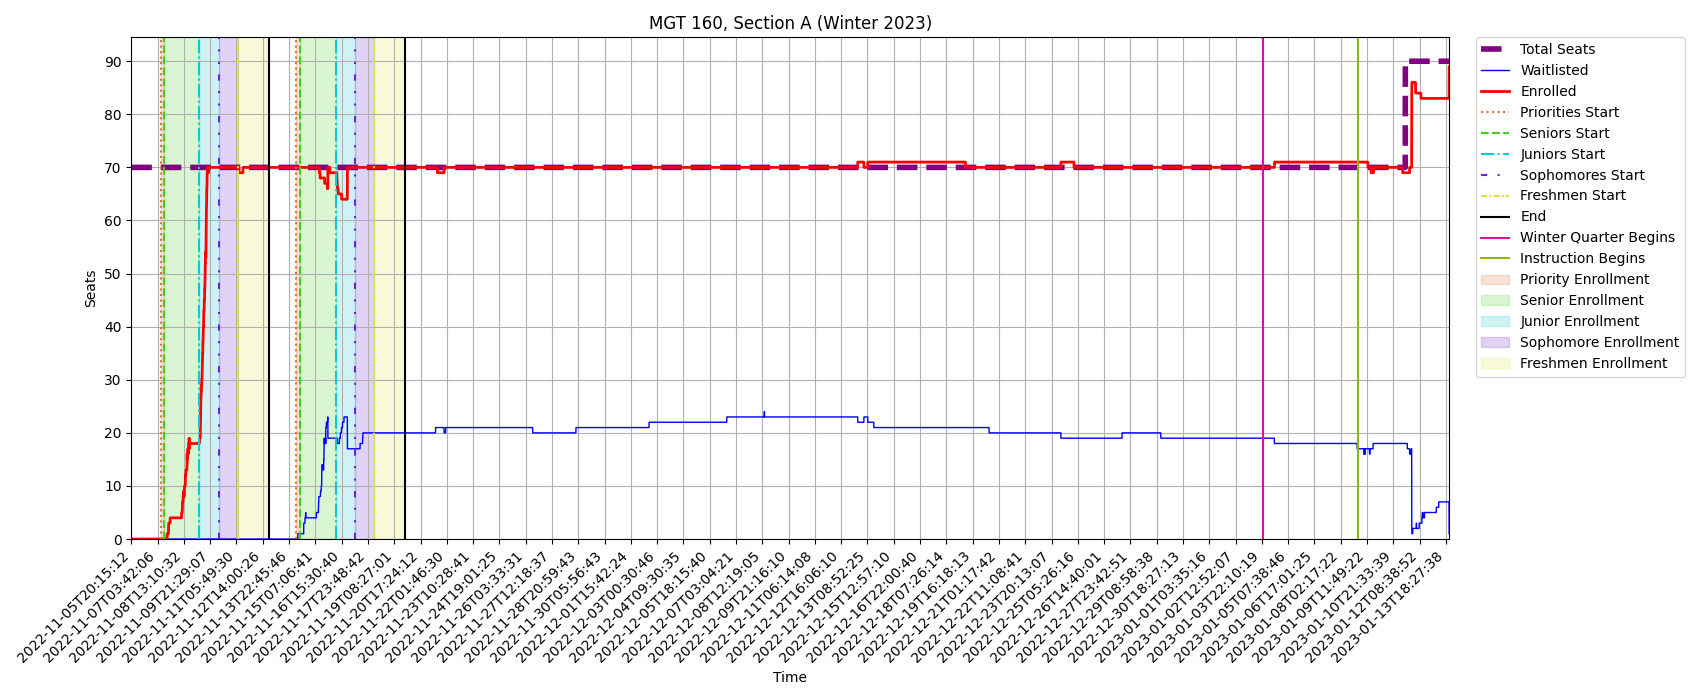 MGT 160, Section A (Winter 2023)
Seats
90
80
70
60
50
40
30
20
10
0
2022-11-05T20:15:12
2022-11-07T03:42:06
2022-11-08T13:10:32
2022-11-09T21:29:07
2022-11-11T05:49:30
2022-11-12T14:00:26
2022-11-13T22:45:46
2022-11-15T07:06:41
2022-11-16T15:30:40
2022-11-17T23:48:42
2022-11-19T08:27:01
2022-11-20T17:24:12
2022-11-22T01:46:30
2022-11-23T10:28:41
2022-11-24T19:01:25
2022-11-26T03:33:31
2022-11-27T12:18:37
2022-11-28T20:59:43
2022-11-30T05:56:43
2022-12-01T15:42:24
2022-12-03T00:30:46
2022-12-04T09:30:35
2022-12-05T18:15:40
2022-12-07T03:04:21
2022-12-08T12:19:05
2022-12-09T21:16:10
2022-12-11T06:14:08
2022-12-12T16:06:10
2022-12-13T08:52:25
2022-12-15T12:57:10
2022-12-16T22:00:40
2022-12-18T07:26:14
2022-12-19T16:18:13
2022-12-21T01:17:42
2022-12-22T11:08:41
2022-12-23T20:13:07
2022-12-25T05:26:16
2022-12-26T14:40:01
2022-12-27T23:42:51
2022-12-29T08:58:39
2022-12-30T18:27:13
2023-01-01T03:35:16
2023-01-02T12:52:07
2023-01-03T22:10:19
2023-01-05T07:38:46
2023-01-06T17:01:25
2023-01-08T02:17:22
2023-01-09T11:49:22
2023-01-10T21:33:39
2023-01-12T08:38:52
2023-01-13T18:27:38
Time
Total Seats
Waitlisted
Enrolled
Priorities Start
Seniors Start
Juniors Start
Sophomores Start
Freshmen Start
End
Winter Quarter Begins
Instruction Begins
Priority Enrollment
Senior Enrollment
Junior Enrollment
Sophomore Enrollment
Freshmen Enrollment